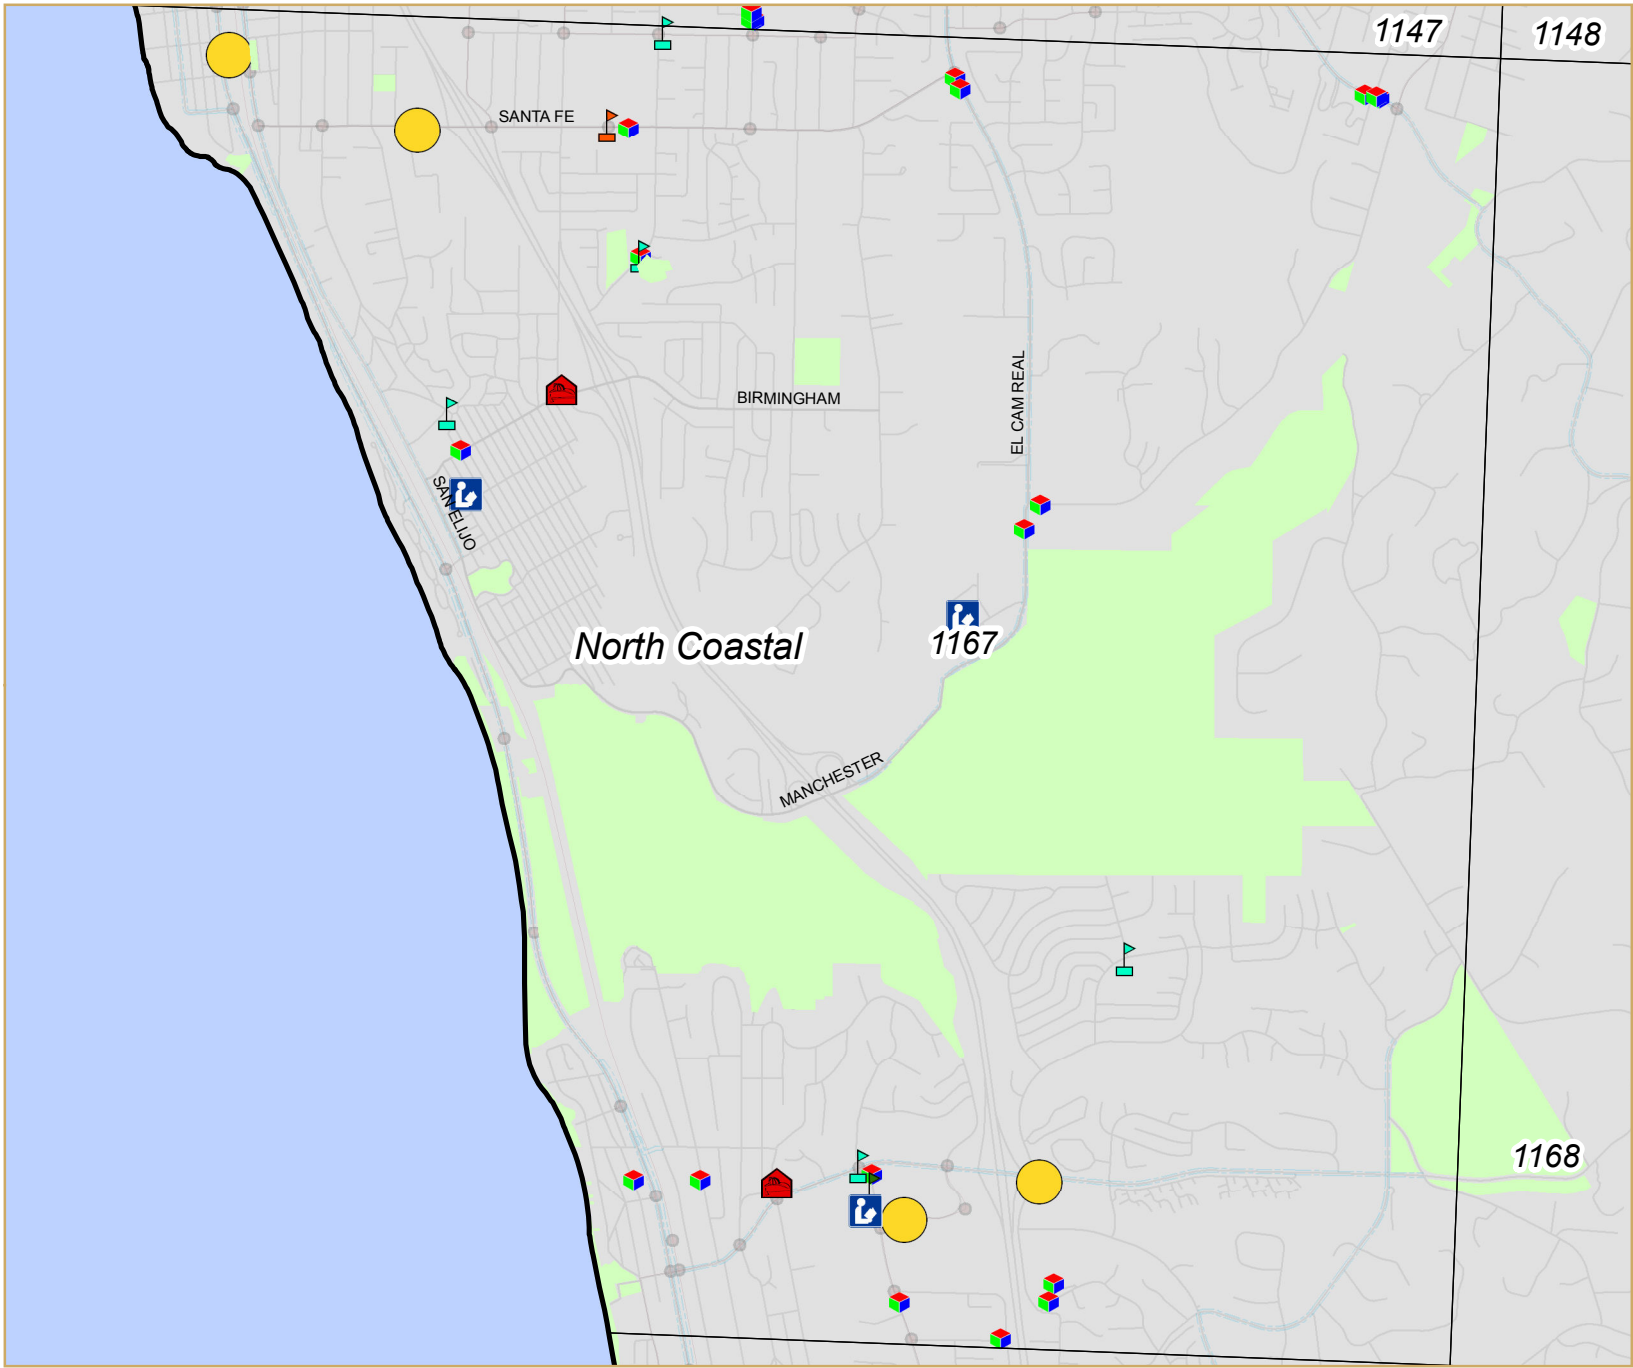 1147
1148
SANTA FE
BIRMINGHAM
EL CAM REAL
SAN ELIJO
North Coastal
1167
MANCHESTER
1168